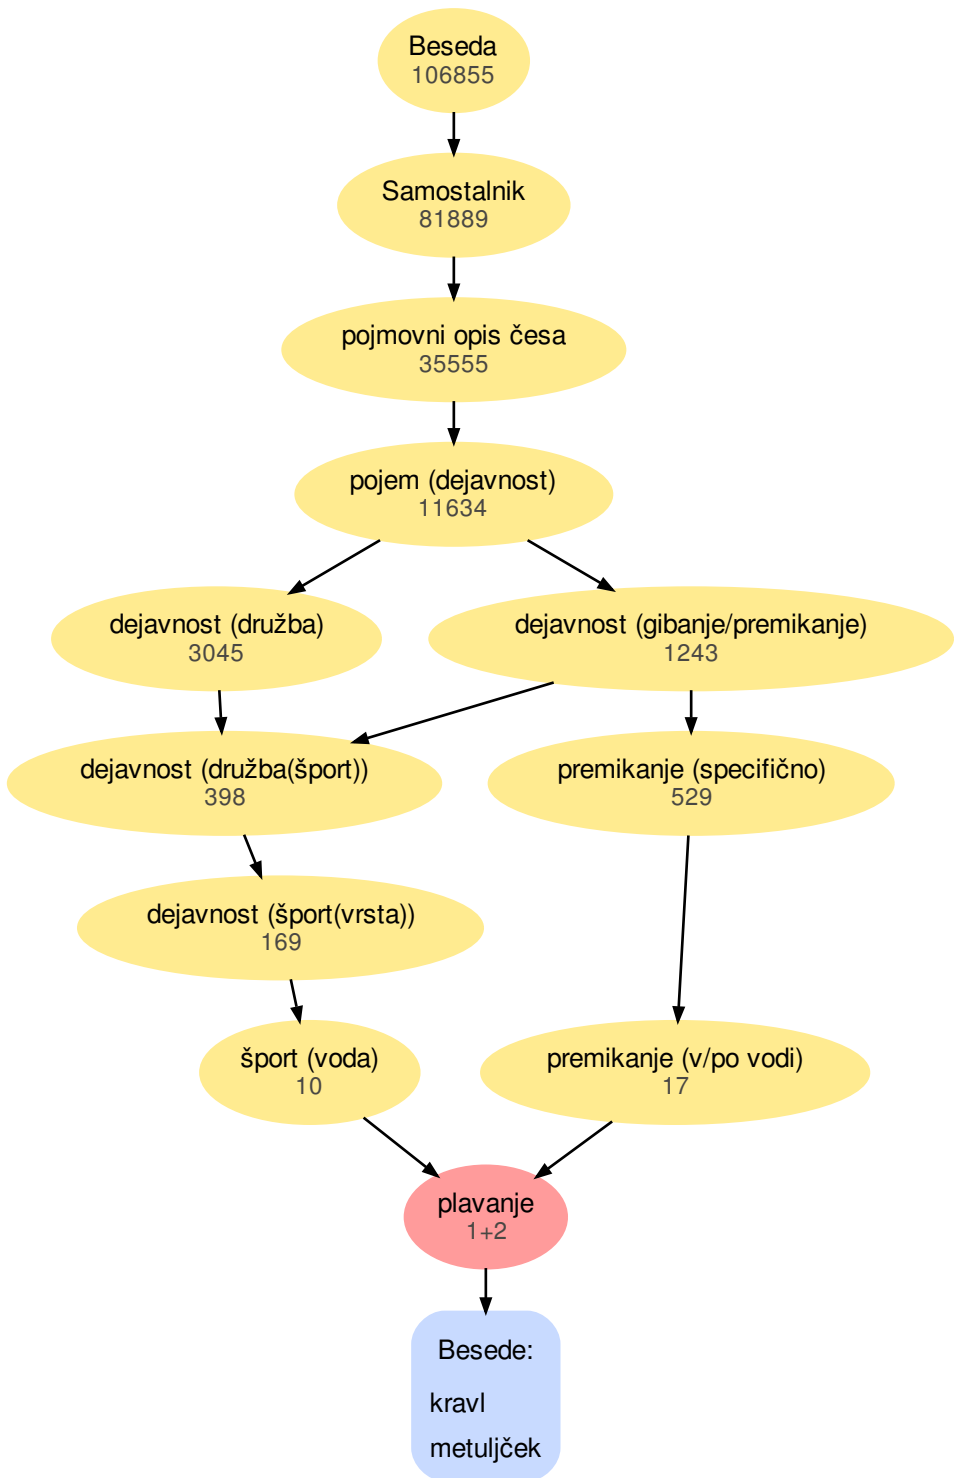 Beseda
106855
Samostalnik
81889
pojmovni opis česa
35555
pojem (dejavnost)
11634
dejavnost (družba)
3045
dejavnost (gibanje/premikanje)
1243
dejavnost (družba(šport))
398
premikanje (specifično)
529
dejavnost (šport(vrsta))
169
šport (voda)
10
premikanje (v/po vodi)
17
plavanje
1+2
Besede:
kravl
metuljček